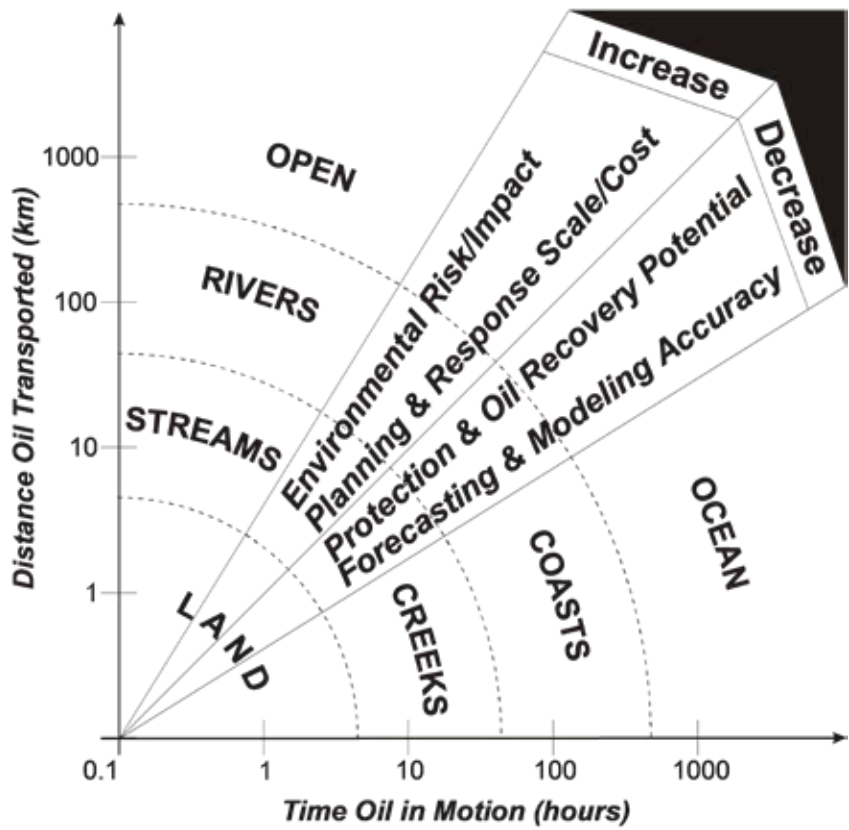 Increase
Decrease
OPEN
OCEAN
RIVERS
COASTS
STREAMS
CREEKS
LAND
Environmental Risk/Impact
Planning & Response Scale/Cost
Protection & Oil Recovery Potential
Forecasting & Modeling Accuracy
Distance Oil Transported (km)
1000
100
10
1
0.1
1
10
100
1000
Time Oil in Motion (hours)